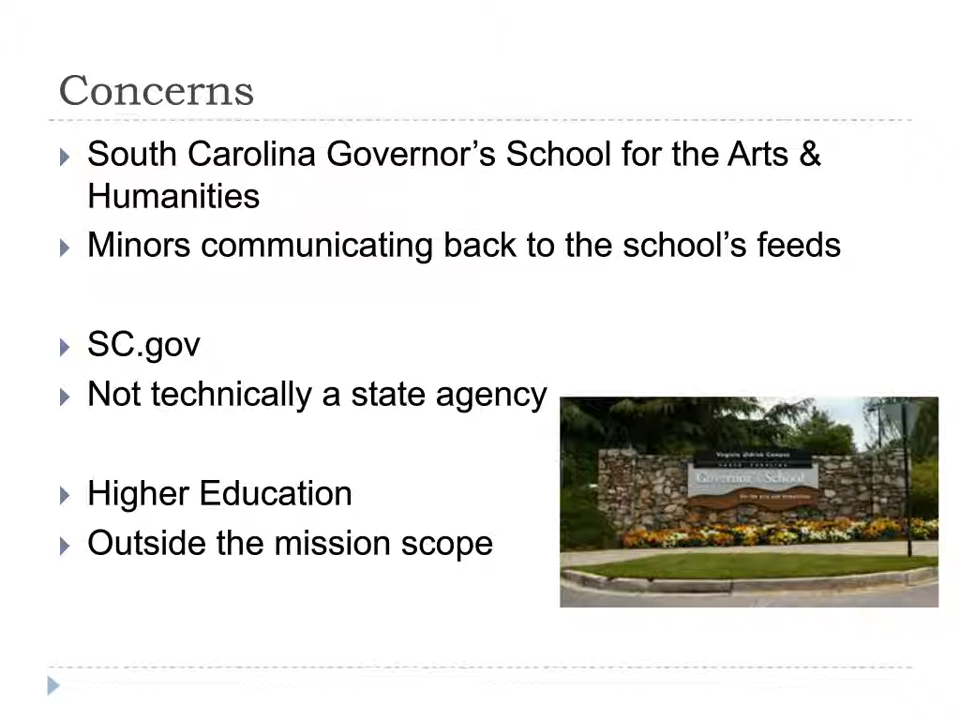 Concerns
South Carolina Governor's School for the Arts &
Humanities
Minors communicating back to the school's feeds
SC.gov
Not technically a state agency
Higher Education
Outside the mission scope
Governor's School